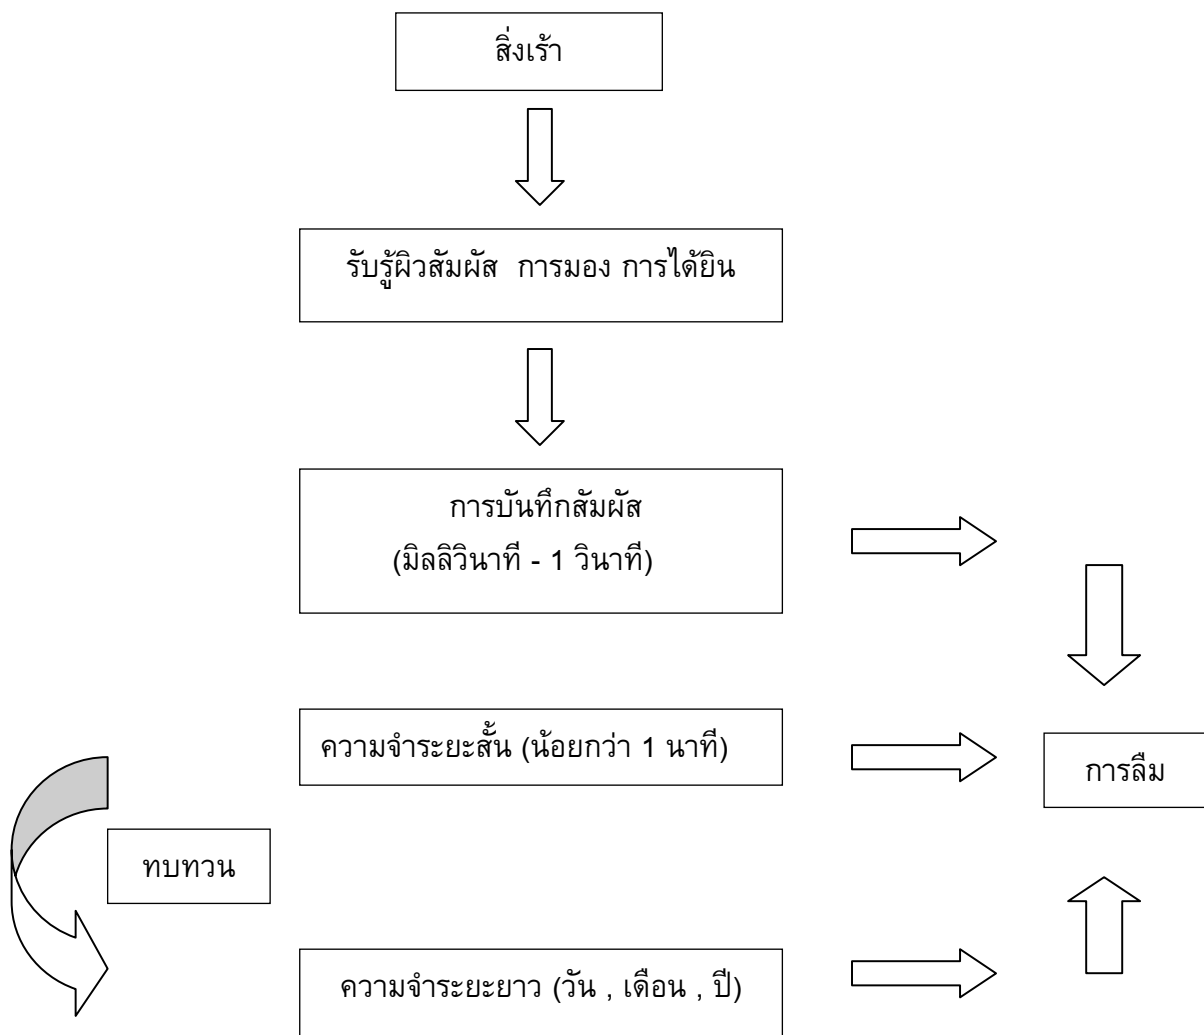 สิ่งเร้า
รับรู้ผิวสัมผัส การมอง การได้ยิน
การบันทึกสัมผัส
(มิลลิวินาที - 1 วินาที)
ความจำระยะสั้น (น้อยกว่า 1 นาที)
การลืม
ทบทวน
ความจำระยะยาว (วัน , เดือน , ปี)